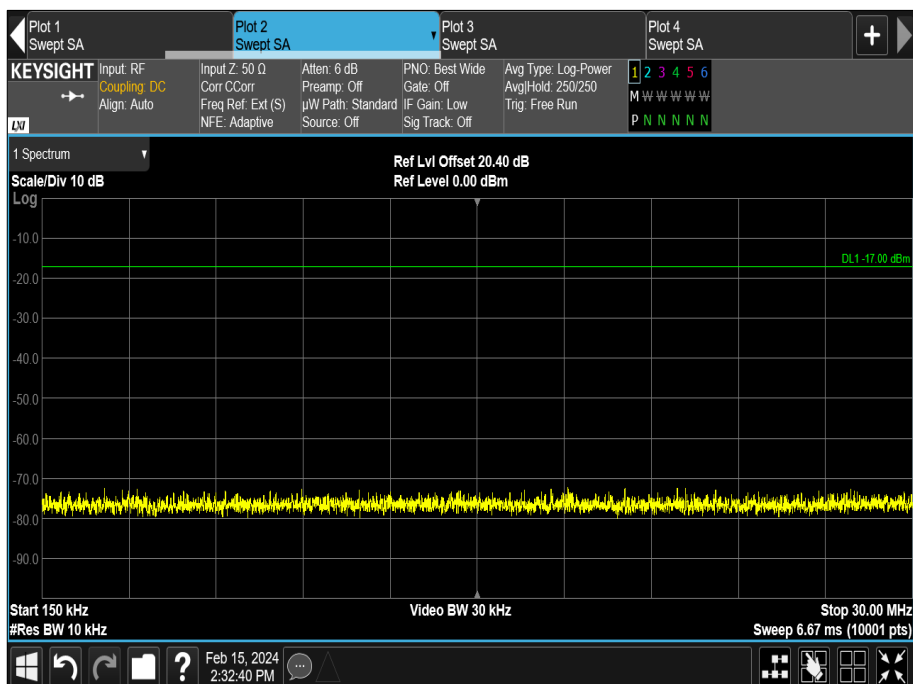 Plot 1
Swept SA
Plot 2
Swept SA
Plot 3
Swept SA
Plot 4
Swept SA
+
KEYSIGHT
LXI
Input: RF
Coupling: DC
Align: Auto
Input Z: 50 Ω
Corr CCorr
Freq Ref: Ext (S)
NFE: Adaptive
Atten: 6 dB
Preamp: Off
µW Path: Standard
Source: Off
PNO: Best Wide
Gate: Off
IF Gain: Low
Sig Track: Off
Avg Type: Log-Power
Avg|Hold: 250/250
Trig: Free Run
1 2 3 4 5 6
M W W W W W
P N N N N N
1 Spectrum
Scale/Div 10 dB
Ref Lvl Offset 20.40 dB
Ref Level 0.00 dBm
Log
-10.0
DL1 -17.00 dBm
-20.0
-30.0
-40.0
-50.0
-60.0
-70.0
-80.0
-90.0
Start 150 kHz
Video BW 30 kHz
Stop 30.00 MHz
#Res BW 10 kHz
Sweep 6.67 ms (10001 pts)
?
Feb 15, 2024
2:32:40 PM